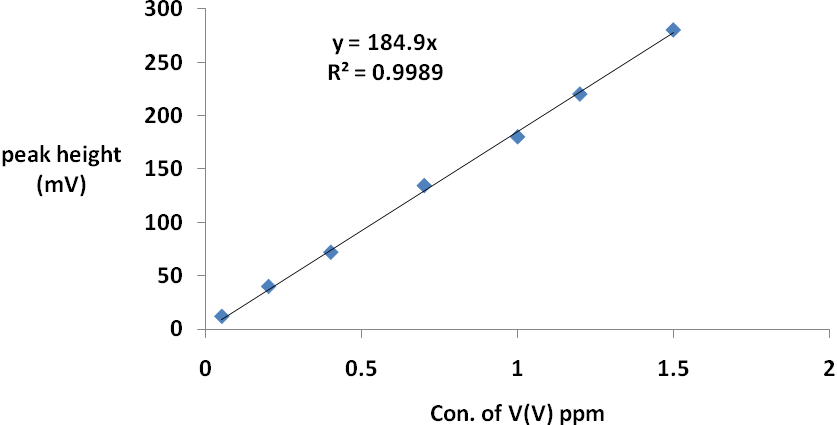 300
250
200
150
100
50
0
y = 184.9x
R² = 0.9989
peak height
(mV)
0
0.5
1
1.5
2
Con. of V(V) ppm